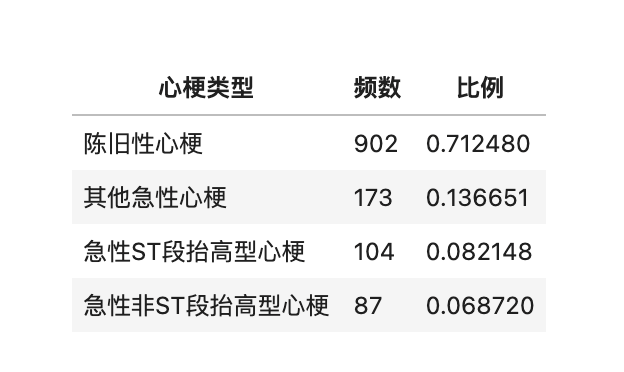 心梗类型 频数 比例
陈旧性心梗 902 0.712480
其他急性心梗 173 0.136651
急性ST段抬高型心梗 104 0.082148
急性非ST段抬高型心梗 87 0.068720